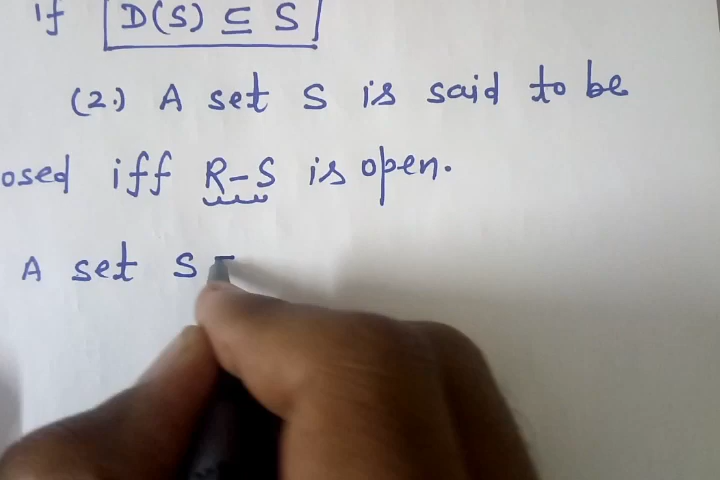 If D(S) ⊆ S
(2.) A set S is said to be
osed iff R-S is open.
A set S